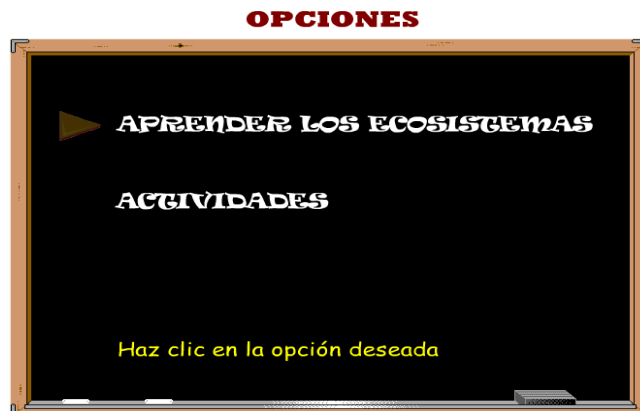 OPCIONES
APRENDER LOS ECOSISTEMAS
ACTIVIDADES
Haz clic en la opción deseada